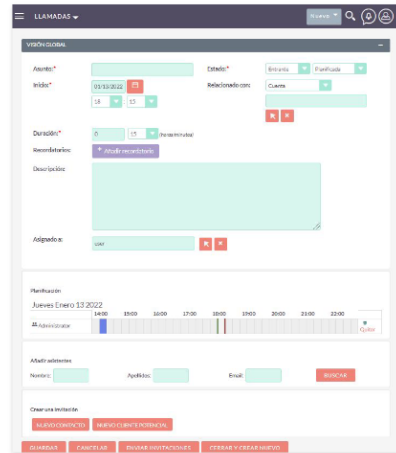 LLAMADAS
Nuevo
VISIÓN GLOBAL
Asunto:*
Estado:* Entrante Planificada
Inicio:* 01/13/2022
Relacionado con: Cuenta
18 15
Duración:* 0 15 (horas/minutos)
Recordatorios: + Añadir recordatorio
Descripción:
Asignado a: user
Planificación
Jueves Enero 13 2022
14:00 15:00 16:00 17:00 18:00 19:00 20:00 21:00 22:00
Administrator Quitar
Añadir asistentes
Nombre: Apellidos: Email: BUSCAR
Crear una invitación
NUEVO CONTACTO NUEVO CLIENTE POTENCIAL
GUARDAR CANCELAR ENVIAR INVITACIONES CERRAR Y CREAR NUEVO